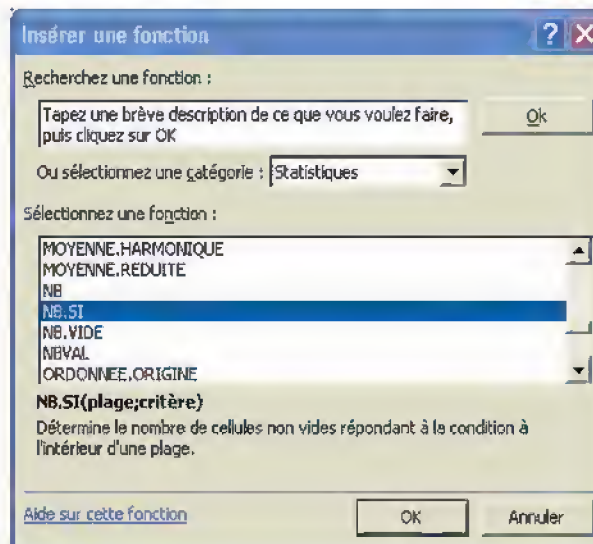 Insérer une fonction
Recherchez une fonction :
Tapez une brève description de ce que vous voulez faire,
puis cliquez sur OK
Ok
Ou sélectionnez une catégorie : Statistiques
Sélectionnez une fonction :
MOYENNE.HARMONIQUE
MOYENNE.REDUITE
NB
NB.SI
NB.VIDE
NBVAL
ORDONNEE.ORIGINE
NB.SI(plage;critère)
Détermine le nombre de cellules non vides répondant à la condition à
l'intérieur d'une plage.
Aide sur cette fonction
OK
Annuler